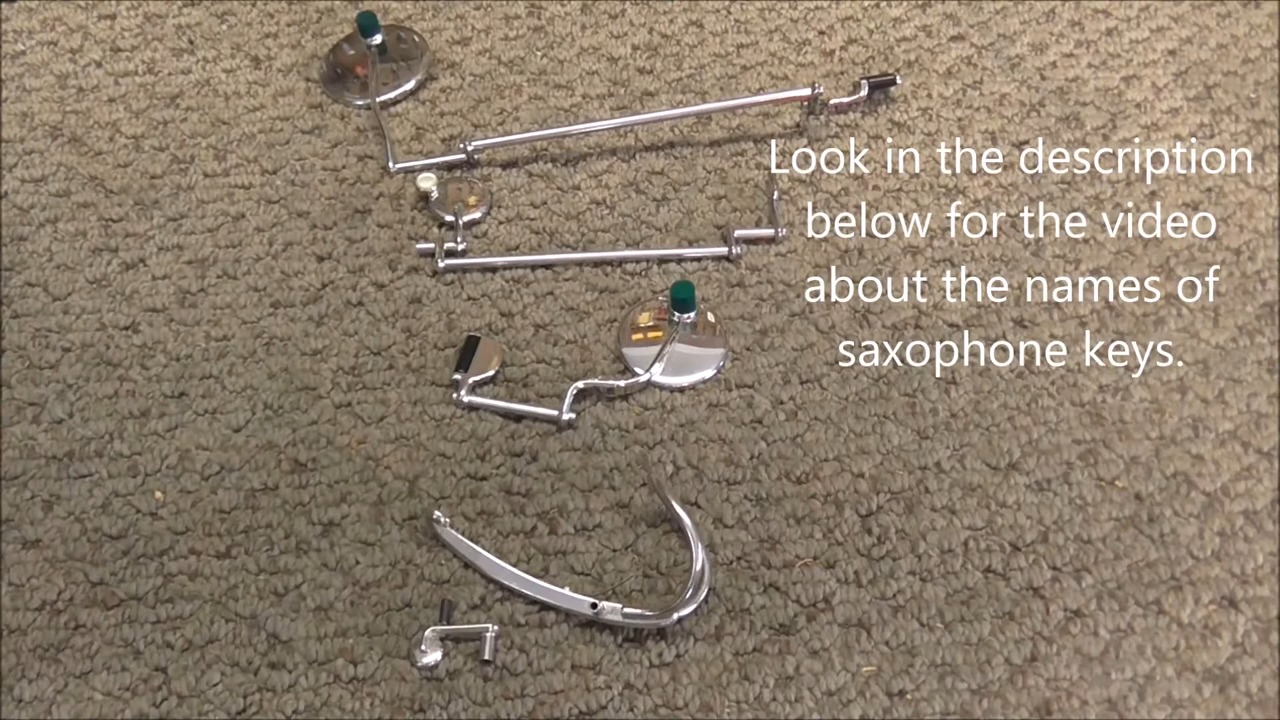 Look in the description
below for the video
about the names of
saxophone keys.